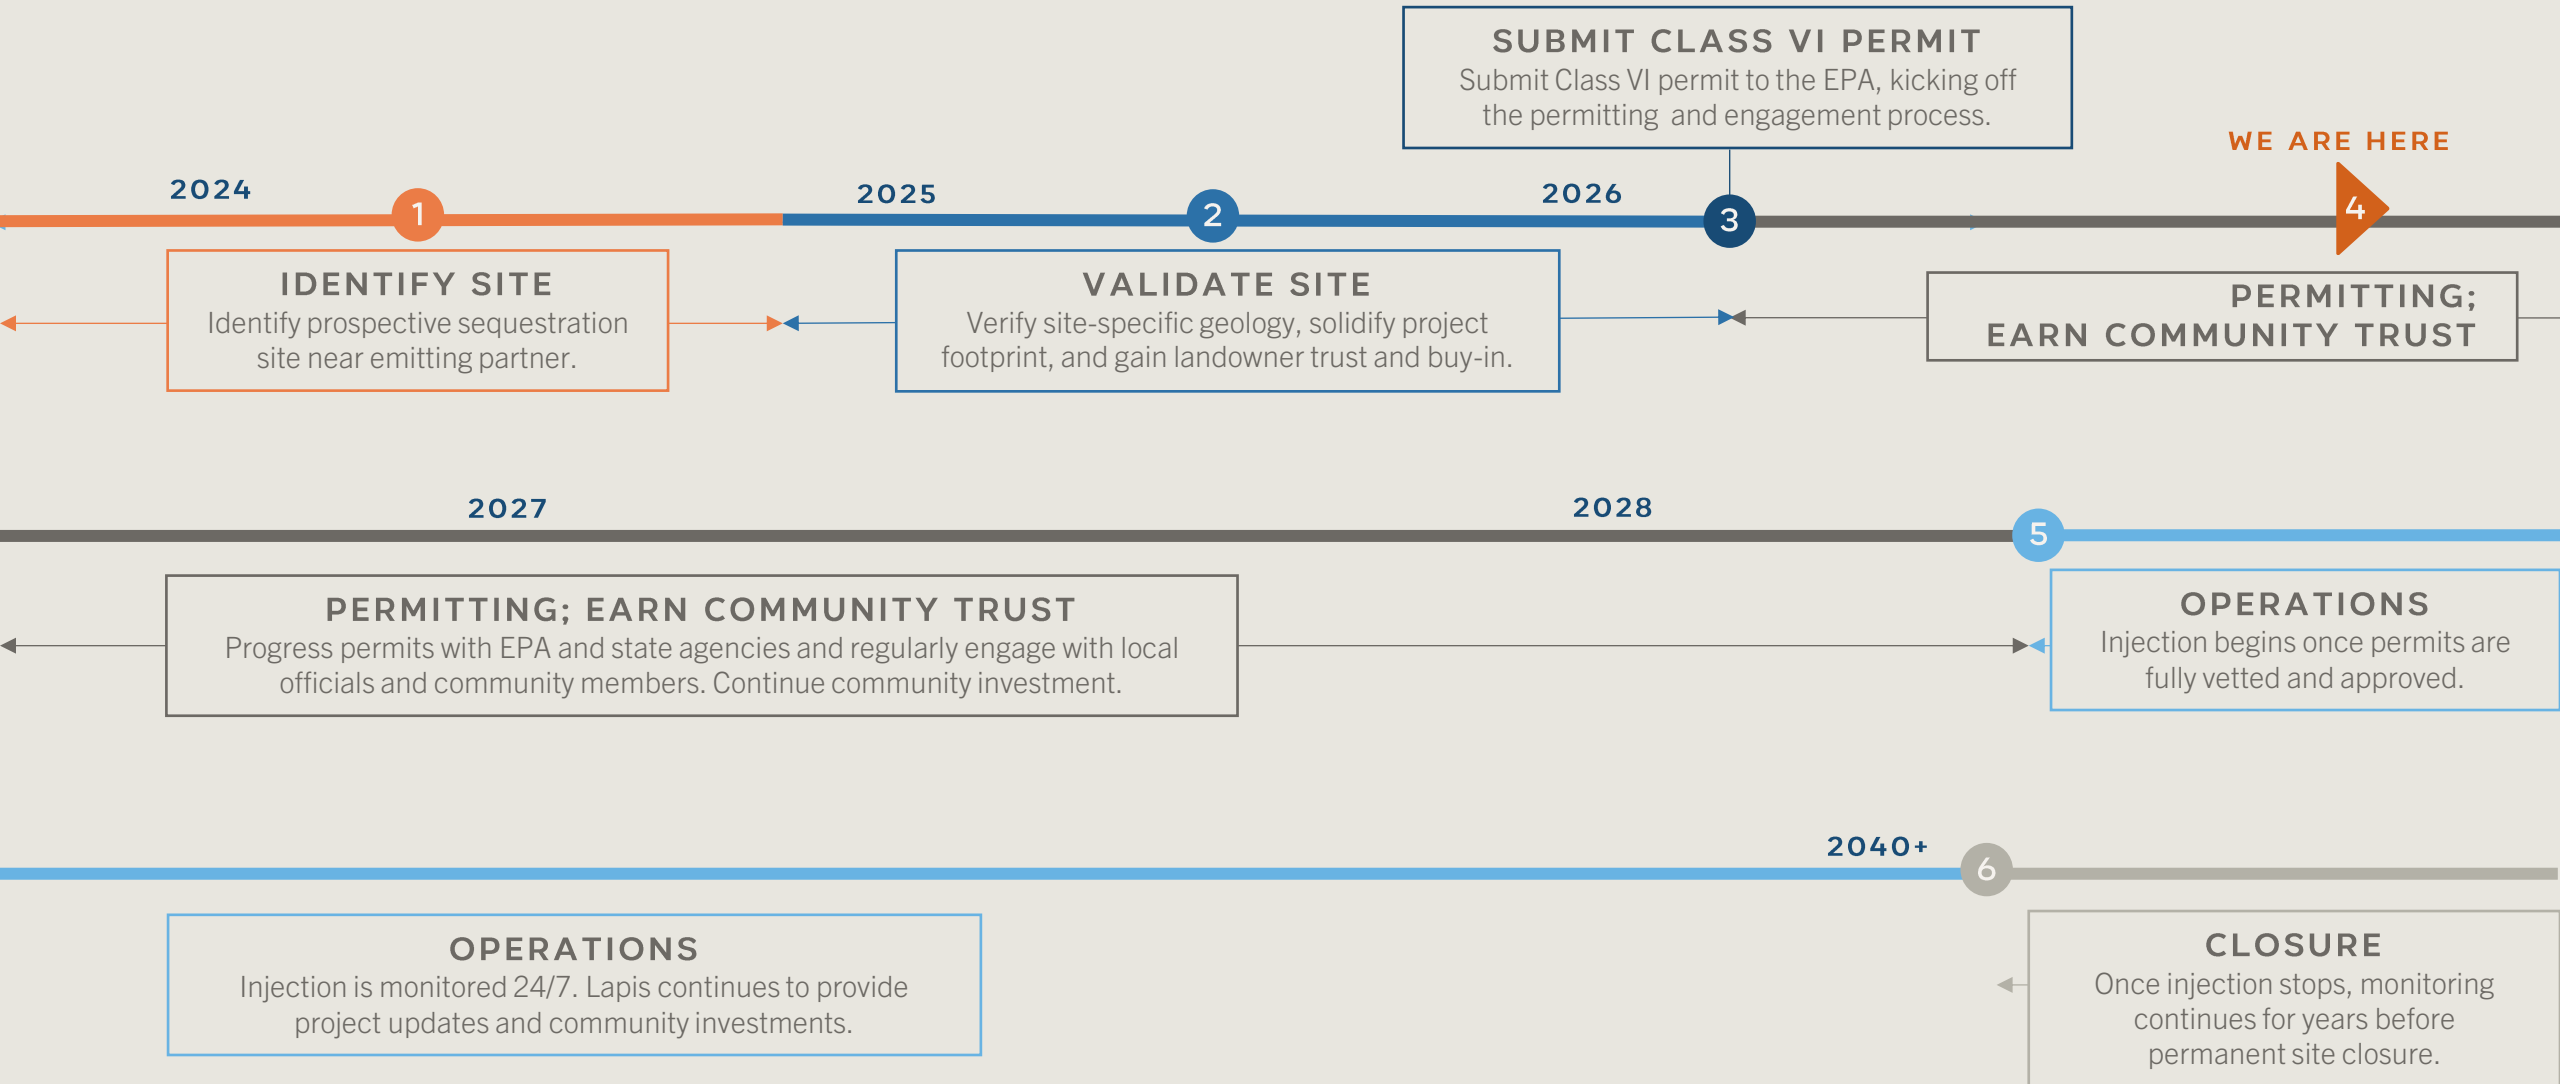 SUBMIT CLASS VI PERMIT
Submit Class VI permit to the EPA, kicking off
the permitting and engagement process.
WE ARE HERE
2024
1
2025
2
2026
3
4
IDENTIFY SITE
Identify prospective sequestration
site near emitting partner.
VALIDATE SITE
Verify site-specific geology, solidify project
footprint, and gain landowner trust and buy-in.
PERMITTING;
EARN COMMUNITY TRUST
2027
2028
5
PERMITTING; EARN COMMUNITY TRUST
Progress permits with EPA and state agencies and regularly engage with local
officials and community members. Continue community investment.
OPERATIONS
Injection begins once permits are
fully vetted and approved.
2040+
6
OPERATIONS
Injection is monitored 24/7. Lapis continues to provide
project updates and community investments.
CLOSURE
Once injection stops, monitoring
continues for years before
permanent site closure.